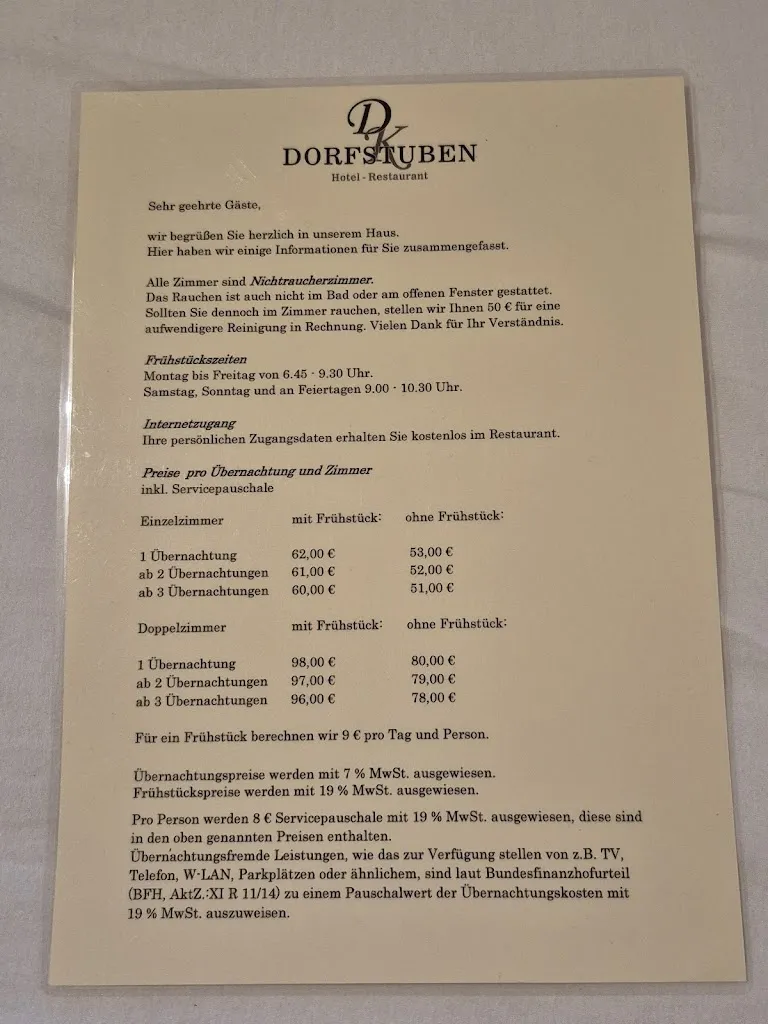 DK
DORFSTUBEN
Hotel - Restaurant
Sehr geehrte Gäste,
wir begrüßen Sie herzlich in unserem Haus.
Hier haben wir einige Informationen für Sie zusammengefasst.
Alle Zimmer sind Nichtraucherzimmer.
Das Rauchen ist auch nicht im Bad oder am offenen Fenster gestattet.
Sollten Sie dennoch im Zimmer rauchen, stellen wir Ihnen 50 € für eine
aufwendigere Reinigung in Rechnung. Vielen Dank für Ihr Verständnis.
Frühstückszeiten
Montag bis Freitag von 6.45 - 9.30 Uhr.
Samstag, Sonntag und an Feiertagen 9.00 - 10.30 Uhr.
Internetzugang
Ihre persönlichen Zugangsdaten erhalten Sie kostenlos im Restaurant.
Preise pro Übernachtung und Zimmer
inkl. Servicepauschale
Einzelzimmer mit Frühstück: ohne Frühstück:
1 Übernachtung 62,00 € 53,00 €
ab 2 Übernachtungen 61,00 € 52,00 €
ab 3 Übernachtungen 60,00 € 51,00 €
Doppelzimmer mit Frühstück: ohne Frühstück:
1 Übernachtung 98,00 € 80,00 €
ab 2 Übernachtungen 97,00 € 79,00 €
ab 3 Übernachtungen 96,00 € 78,00 €
Für ein Frühstück berechnen wir 9 € pro Tag und Person.
Übernachtungspreise werden mit 7 % MwSt. ausgewiesen.
Frühstückspreise werden mit 19 % MwSt. ausgewiesen.
Pro Person werden 8 € Servicepauschale mit 19 % MwSt. ausgewiesen, diese sind
in den oben genannten Preisen enthalten.
Übernachtungsfremde Leistungen, wie das zur Verfügung stellen von z.B. TV,
Telefon, W-LAN, Parkplätzen oder ähnlichem, sind laut Bundesfinanzhofurteil
(BFH, AktZ.:XI R 11/14) zu einem Pauschalwert der Übernachtungskosten mit
19 % MwSt. auszuweisen.